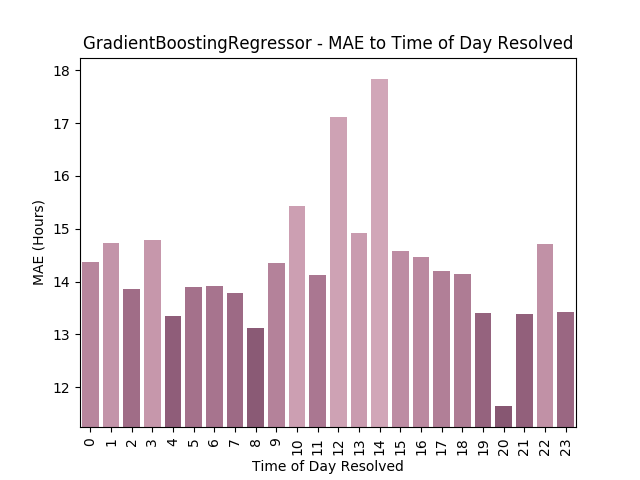 GradientBoostingRegressor - MAE to Time of Day Resolved
18
17
16
15
14
13
12
MAE (Hours)
0 1 2 3 4 5 6 7 8 9 10 11 12 13 14 15 16 17 18 19 20 21 22 23
Time of Day Resolved